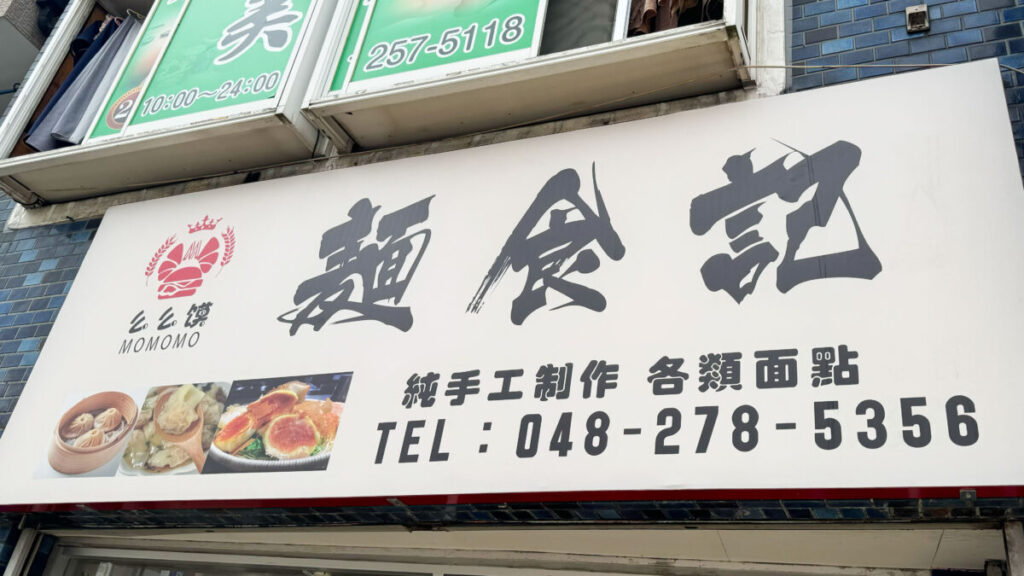 美
257-5118
10:00～24:00
2
麺食記
么么馍
MOMOMO
純手工制作 各類面點
TEL：048-278-5356